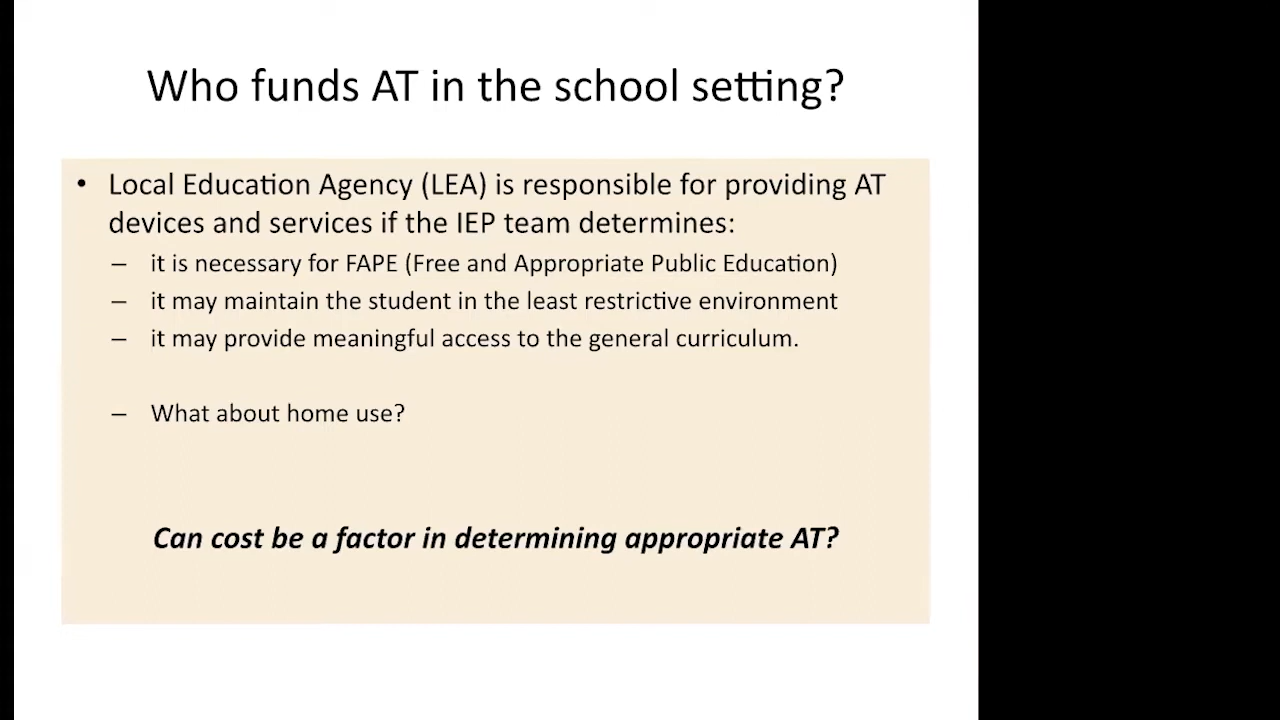 Who funds AT in the school setting?
• Local Education Agency (LEA) is responsible for providing AT
devices and services if the IEP team determines:
– it is necessary for FAPE (Free and Appropriate Public Education)
– it may maintain the student in the least restrictive environment
– it may provide meaningful access to the general curriculum.
– What about home use?
Can cost be a factor in determining appropriate AT?